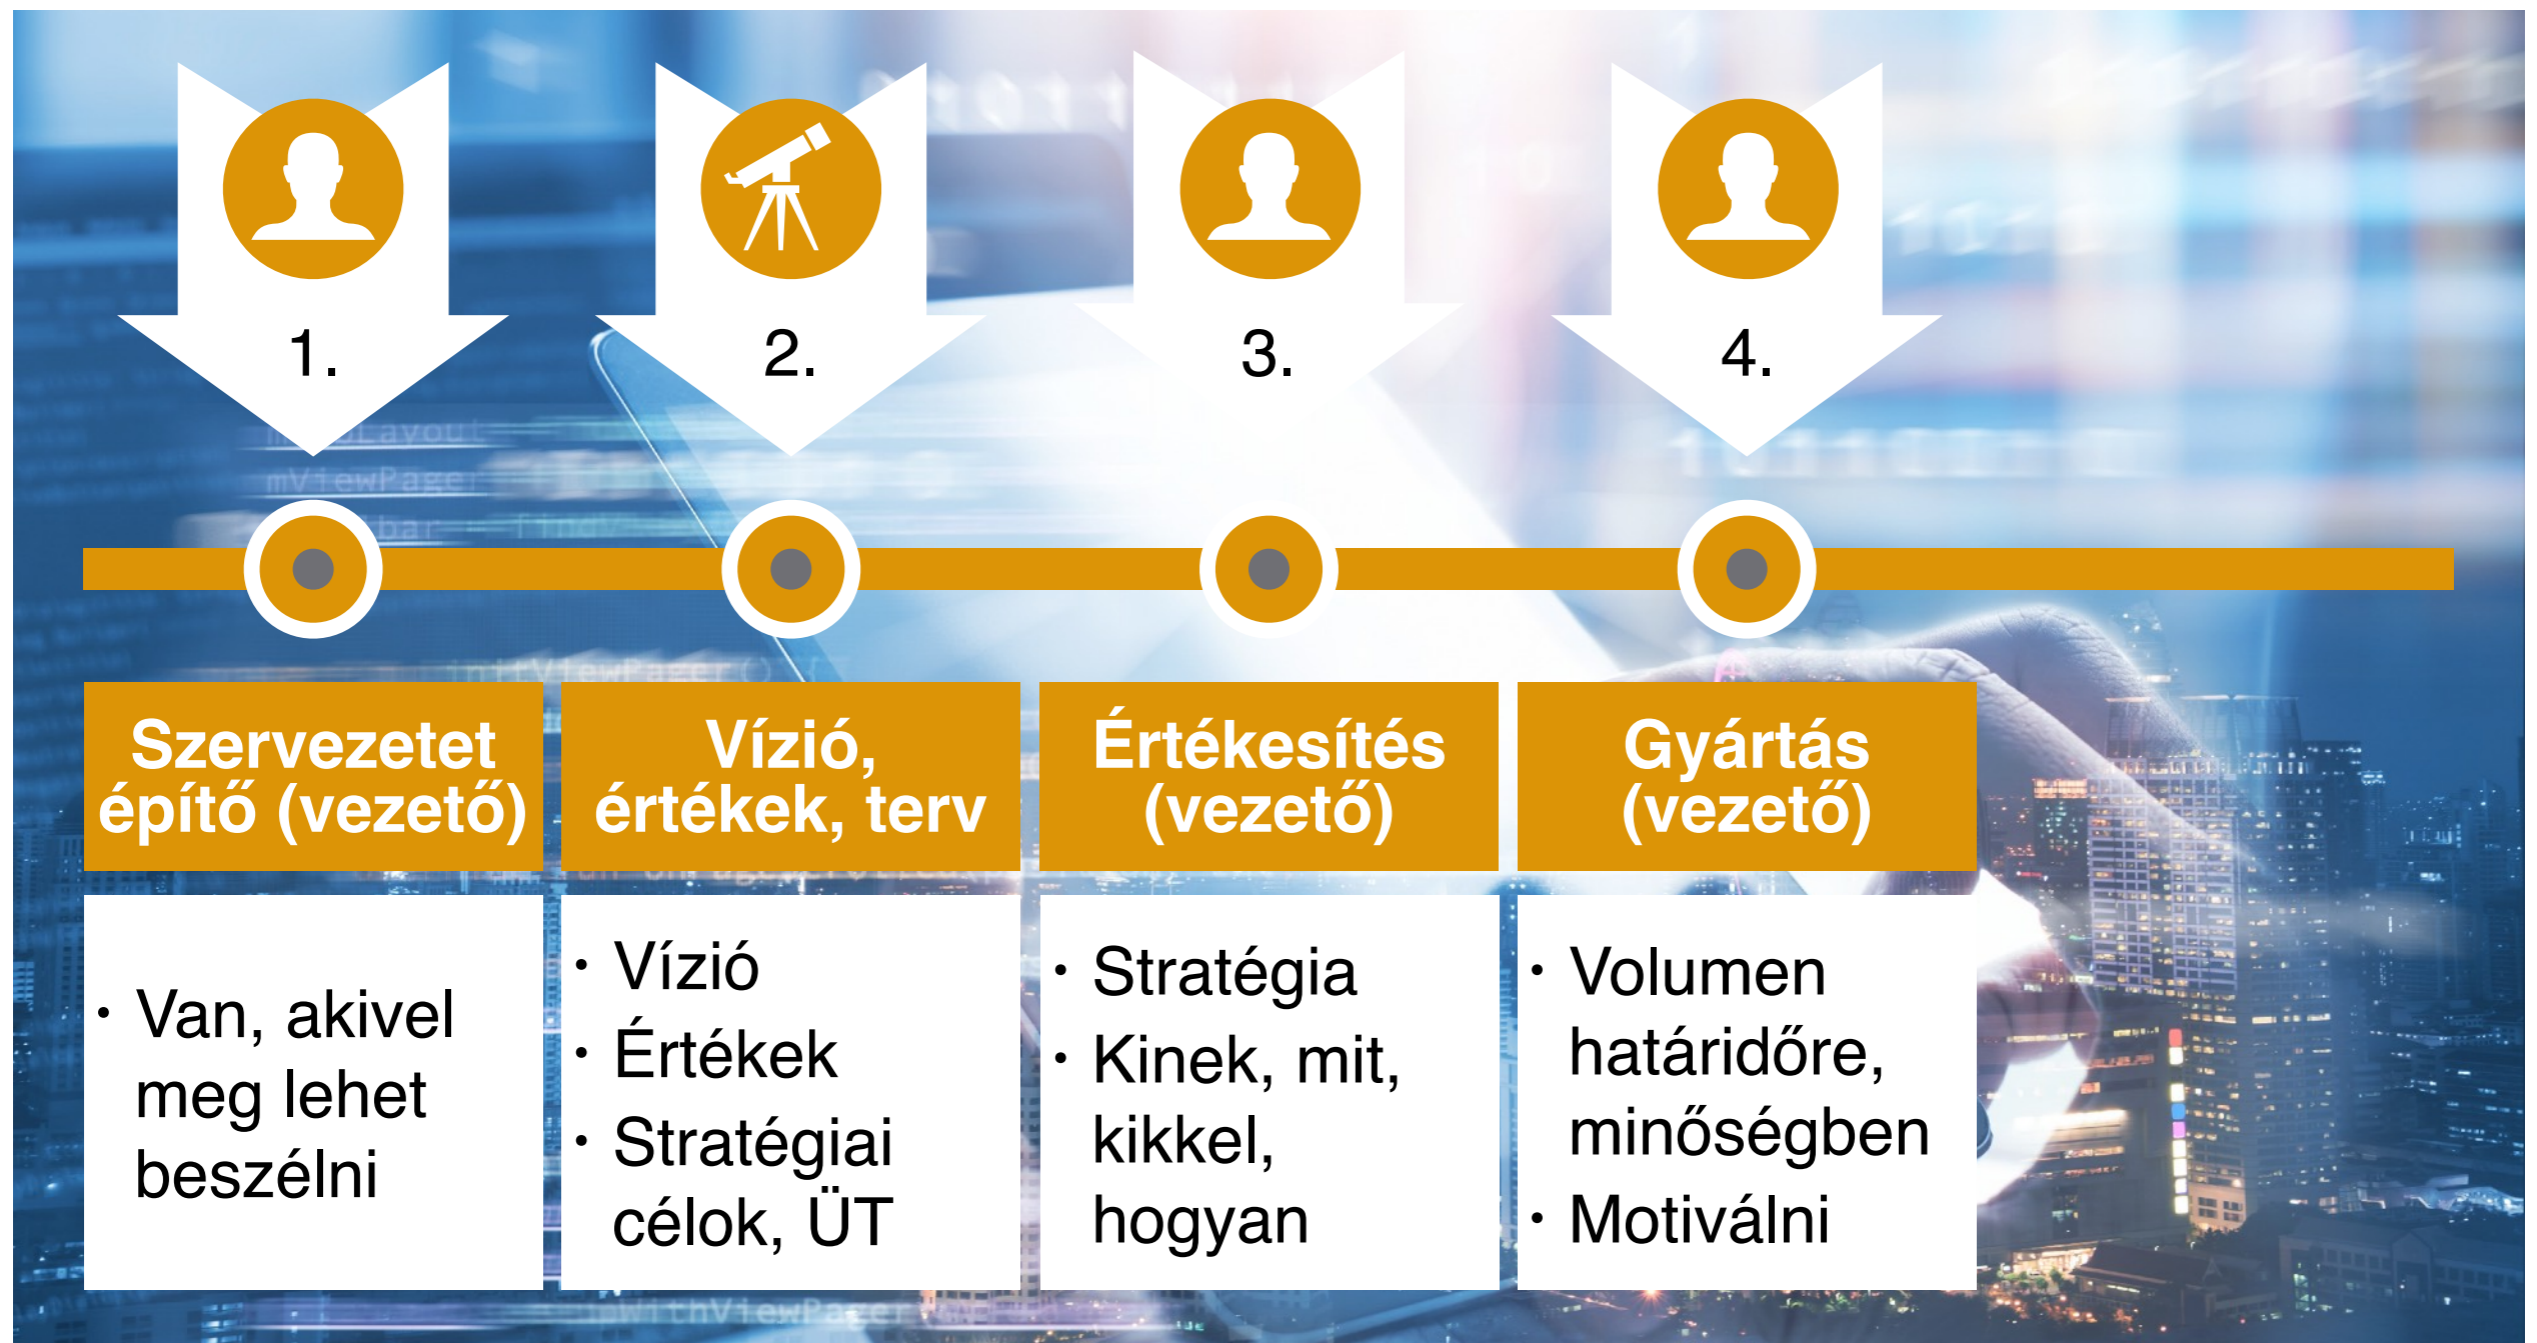 1.
2.
3.
4.
Szervezetet
építő (vezető)
Vízió,
értékek, terv
Értékesítés
(vezető)
Gyártás
(vezető)
• Van, akivel
meg lehet
beszélni
• Vízió
• Értékek
• Stratégiai
célok, ÜT
• Stratégia
• Kinek, mit,
kikkel,
hogyan
• Volumen
határidőre,
minőségben
• Motiválni